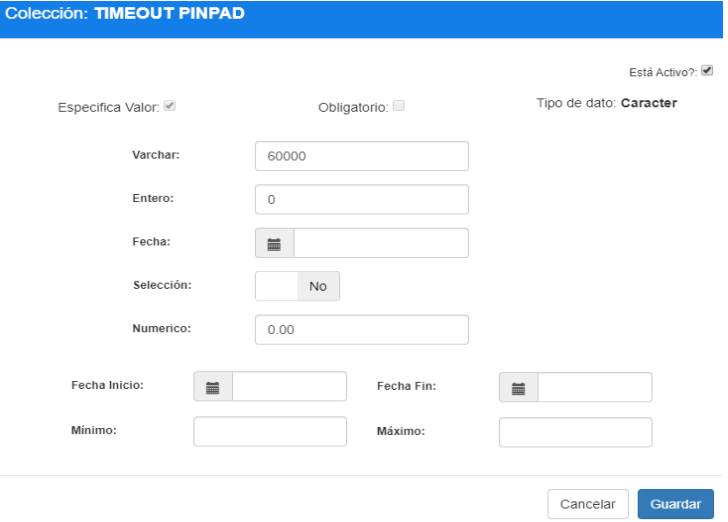 Colección: TIMEOUT PINPAD
Está Activo?:
Especifica Valor: Obligatorio: Tipo de dato: Caracter
Varchar: 60000
Entero: 0
Fecha:
Selección: No
Numerico: 0.00
Fecha Inicio: Fecha Fin:
Mínimo: Máximo:
Cancelar Guardar